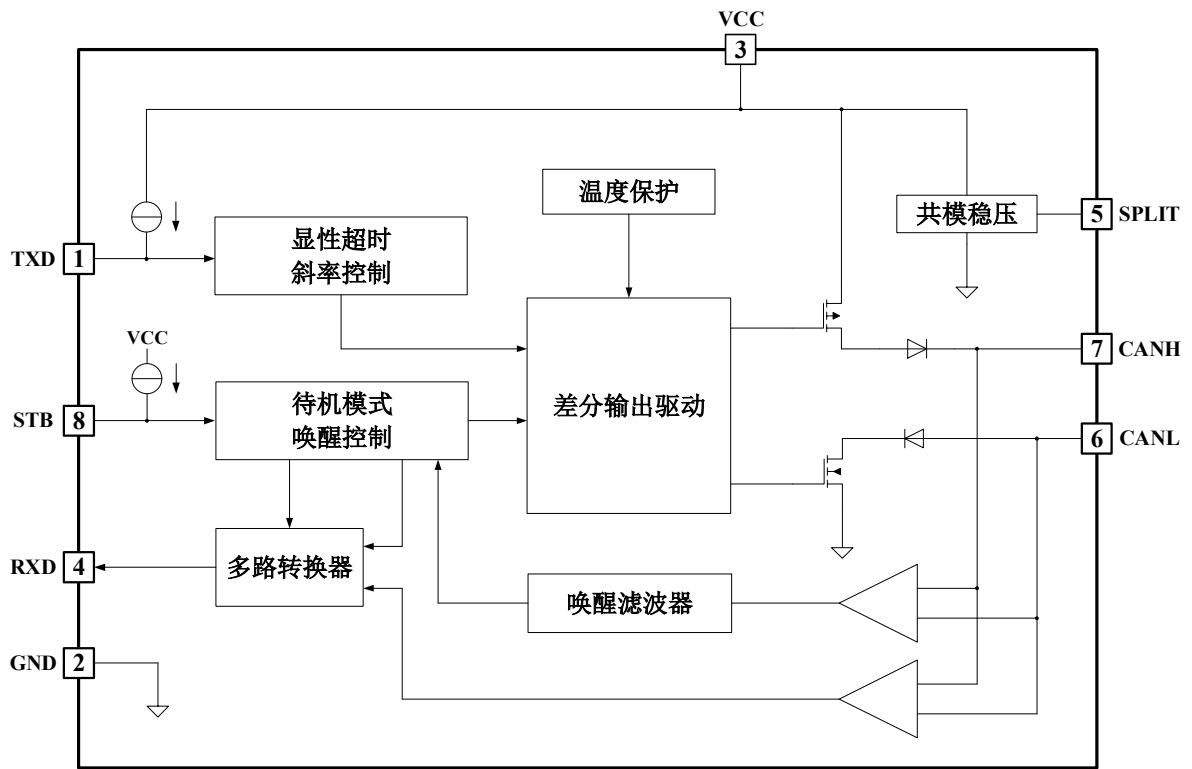 VCC
3
温度保护
共模稳压
5 SPLIT
TXD 1
显性超时
斜率控制
VCC
7 CANH
STB 8
待机模式
唤醒控制
差分输出驱动
6 CANL
RXD 4
多路转换器
唤醒滤波器
GND 2